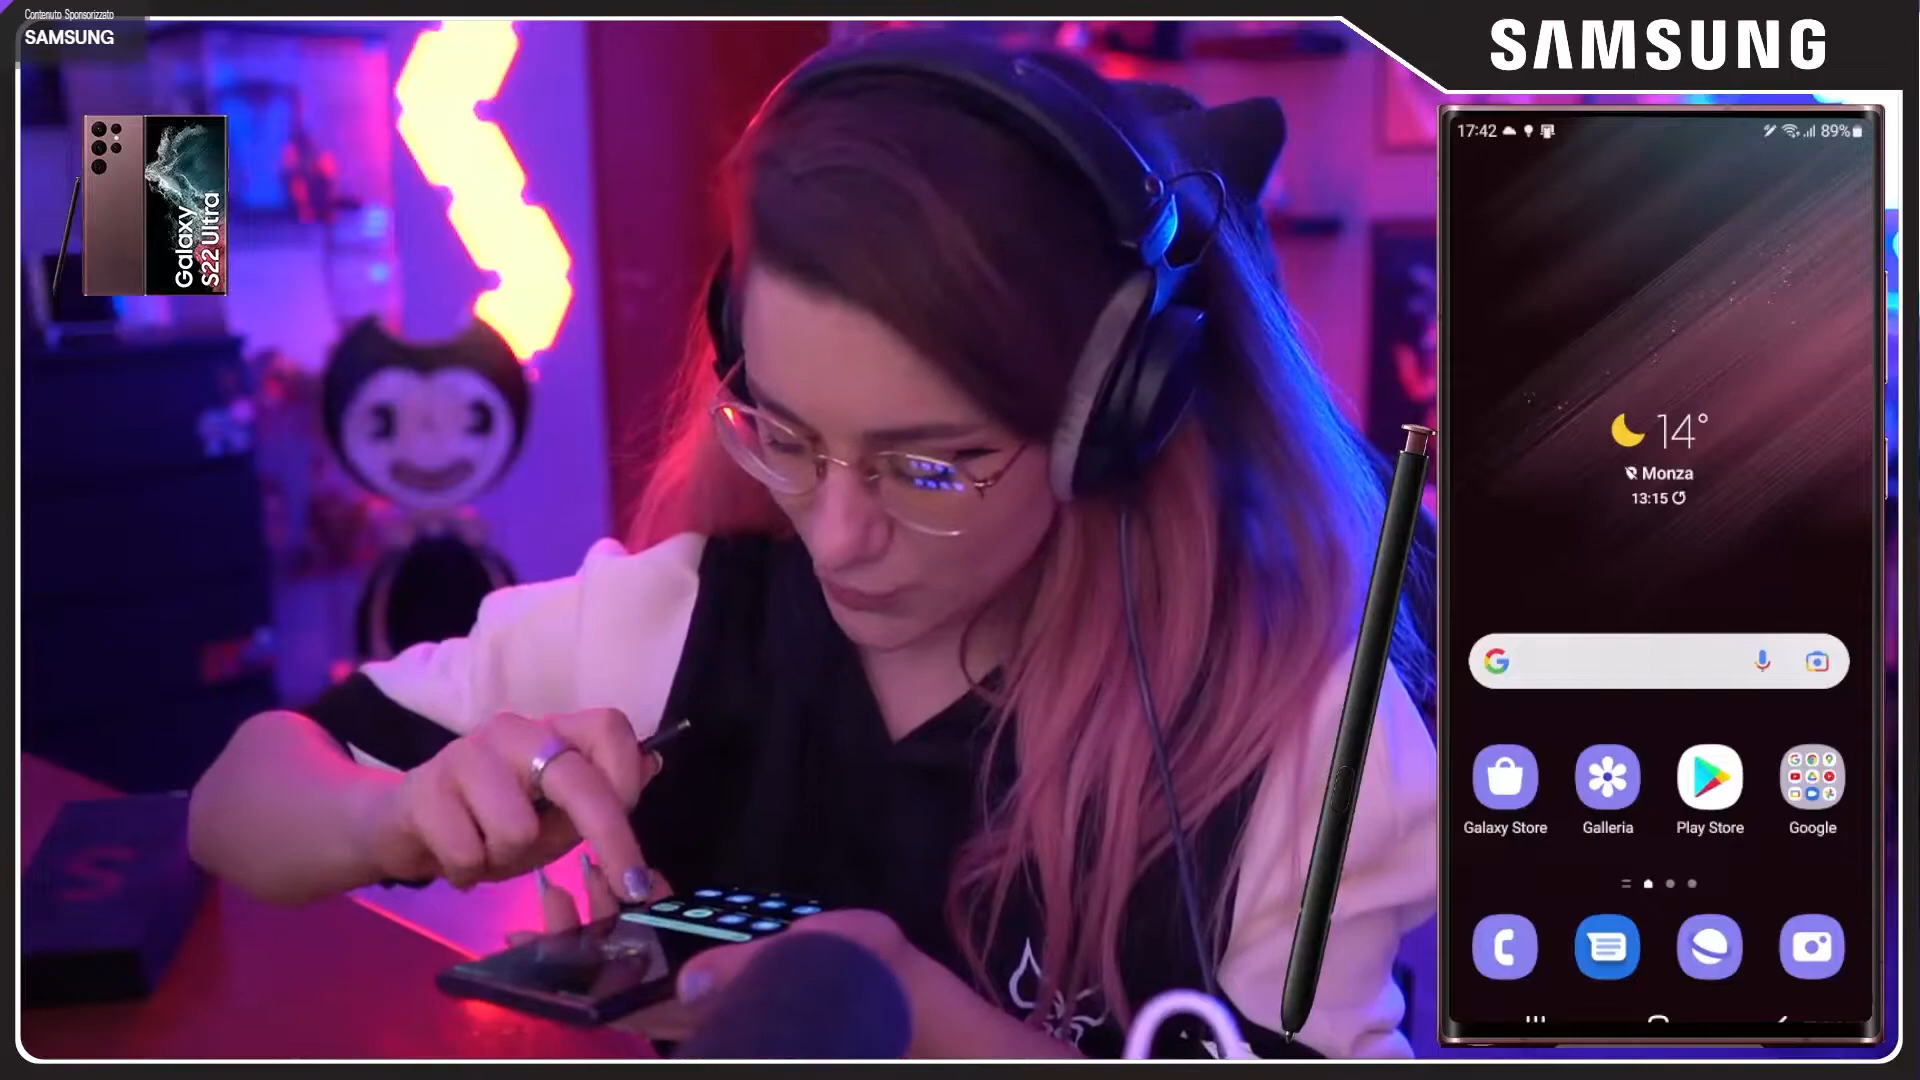 Contenuto Sponsorizzato
SAMSUNG
SAMSUNG
Galaxy
S22 Ultra
S
17:42
89%
14°
Monza
13:15
Galaxy Store
Galleria
Play Store
Google